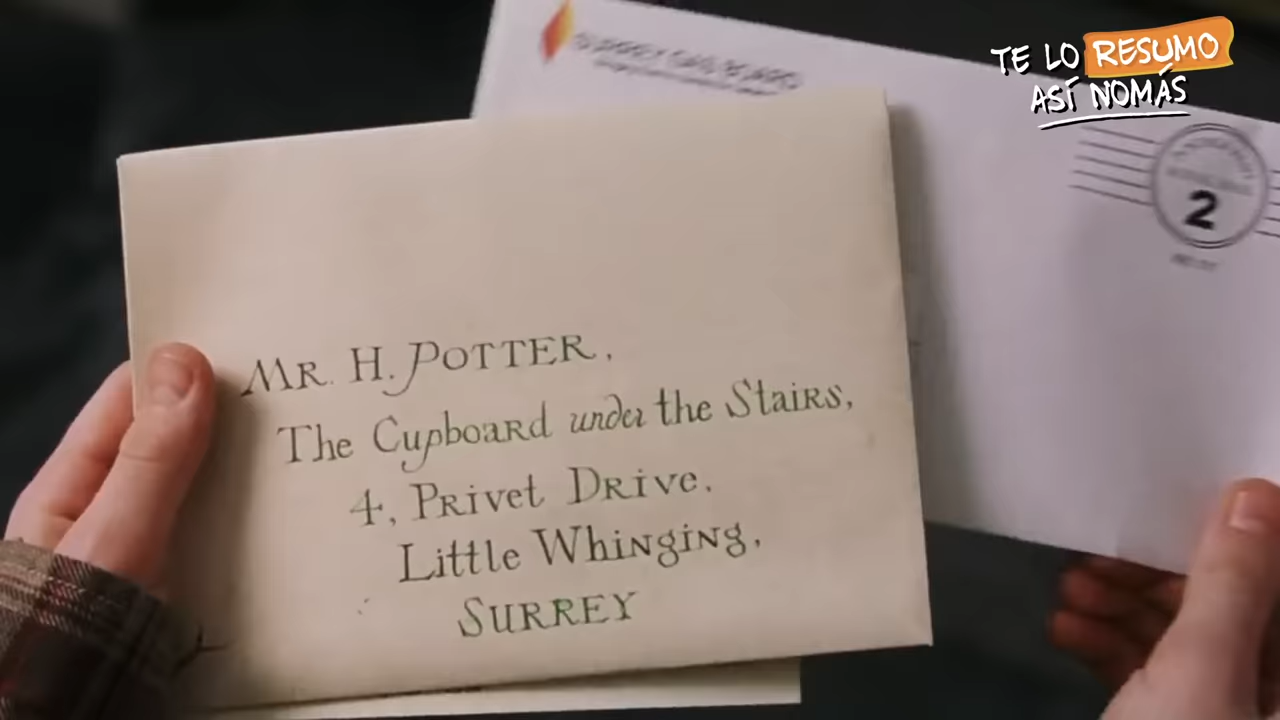 TE LO RESUMO
ASÍ NOMÁS
2
MR. H. POTTER,
The Cupboard under the Stairs,
4, Privet Drive,
Little Whinging,
SURREY